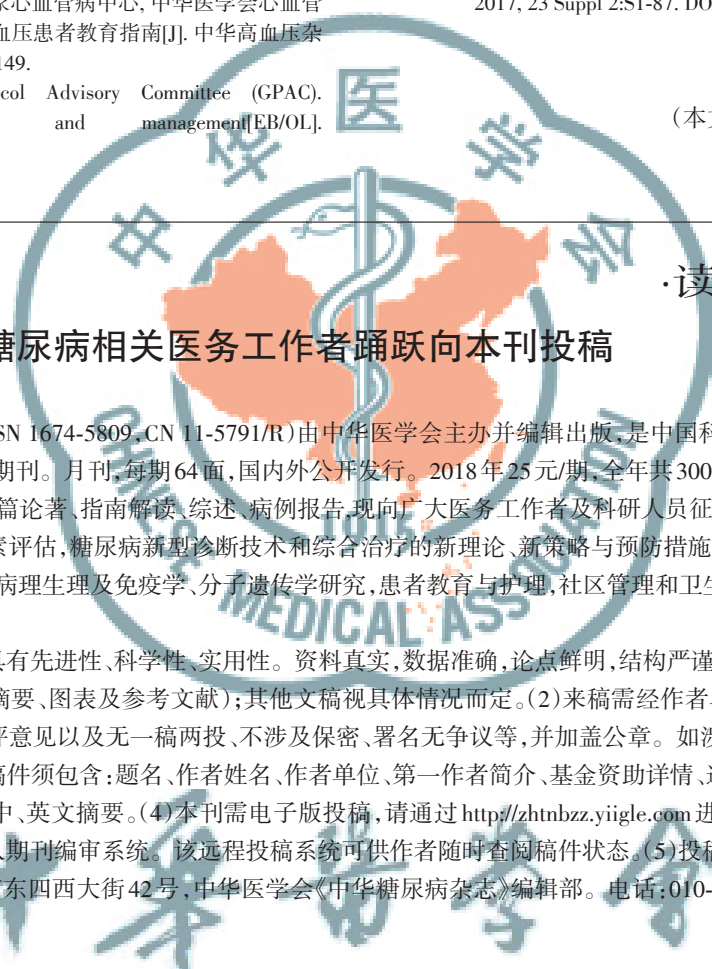 家心血管病中心, 中华医学会心血管
血压患者教育指南[J]. 中华高血压杂
149.
col Advisory Committee (GPAC).
and management[EB/OL].
2017, 23 Suppl 2:S1-87. DO
(本文
·读
糖尿病相关医务工作者踊跃向本刊投稿
SN 1674-5809,CN 11-5791/R)由中华医学会主办并编辑出版,是中国科
期刊。月刊,每期64面,国内外公开发行。2018年25元/期,全年共300
篇论著、指南解读、综述、病例报告,现向广大医务工作者及科研人员征
素评估,糖尿病新型诊断技术和综合治疗的新理论、新策略与预防措施
病理生理及免疫学、分子遗传学研究,患者教育与护理,社区管理和卫生
具有先进性、科学性、实用性。资料真实,数据准确,论点鲜明,结构严谨
摘要、图表及参考文献);其他文稿视具体情况而定。(2)来稿需经作者
评意见以及无一稿两投、不涉及保密、署名无争议等,并加盖公章。如涉
稿件须包含:题名、作者姓名、作者单位、第一作者简介、基金资助详情、通
中、英文摘要。(4)本刊需电子版投稿,请通过http://zhtnbzz.yiigle.com进
人期刊编审系统。该远程投稿系统可供作者随时查阅稿件状态。(5)投稿
东四西大街42号,中华医学会《中华糖尿病杂志》编辑部。电话:010-
中华医学会
CHINESE MEDICAL ASSOCIATION
1915
中华医学会